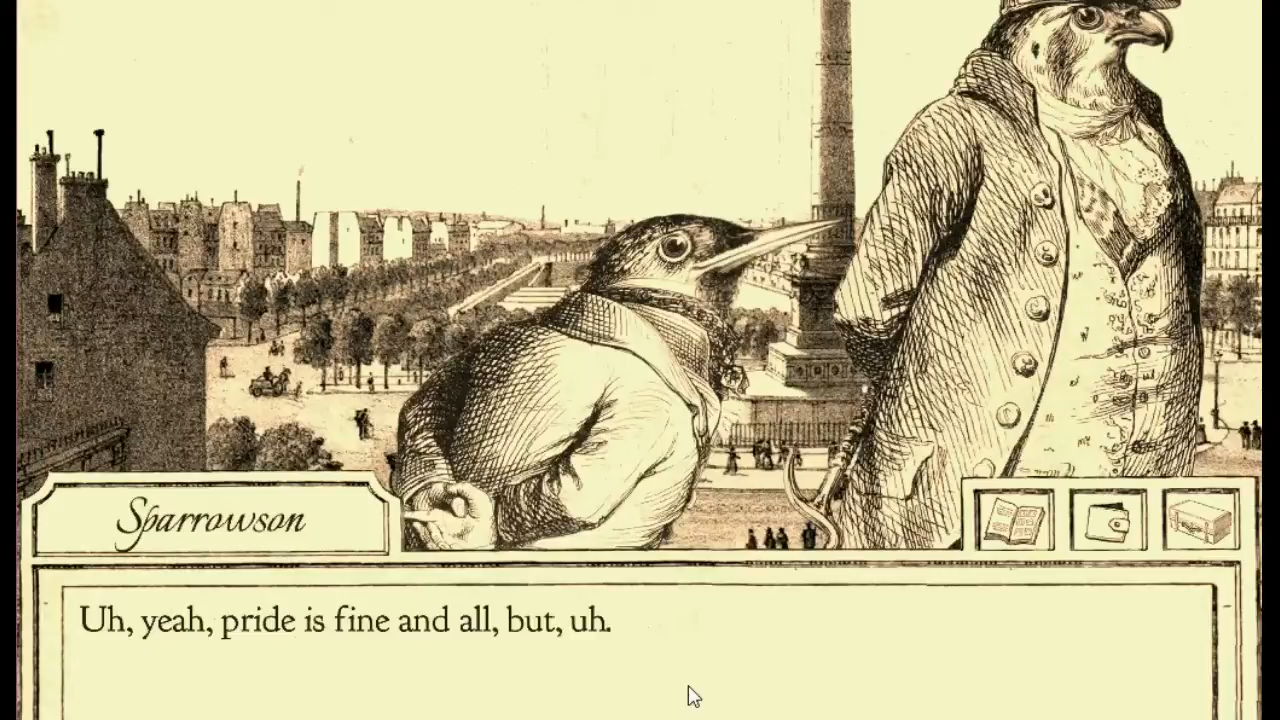 Sparrowson
Uh, yeah, pride is fine and all, but, uh.